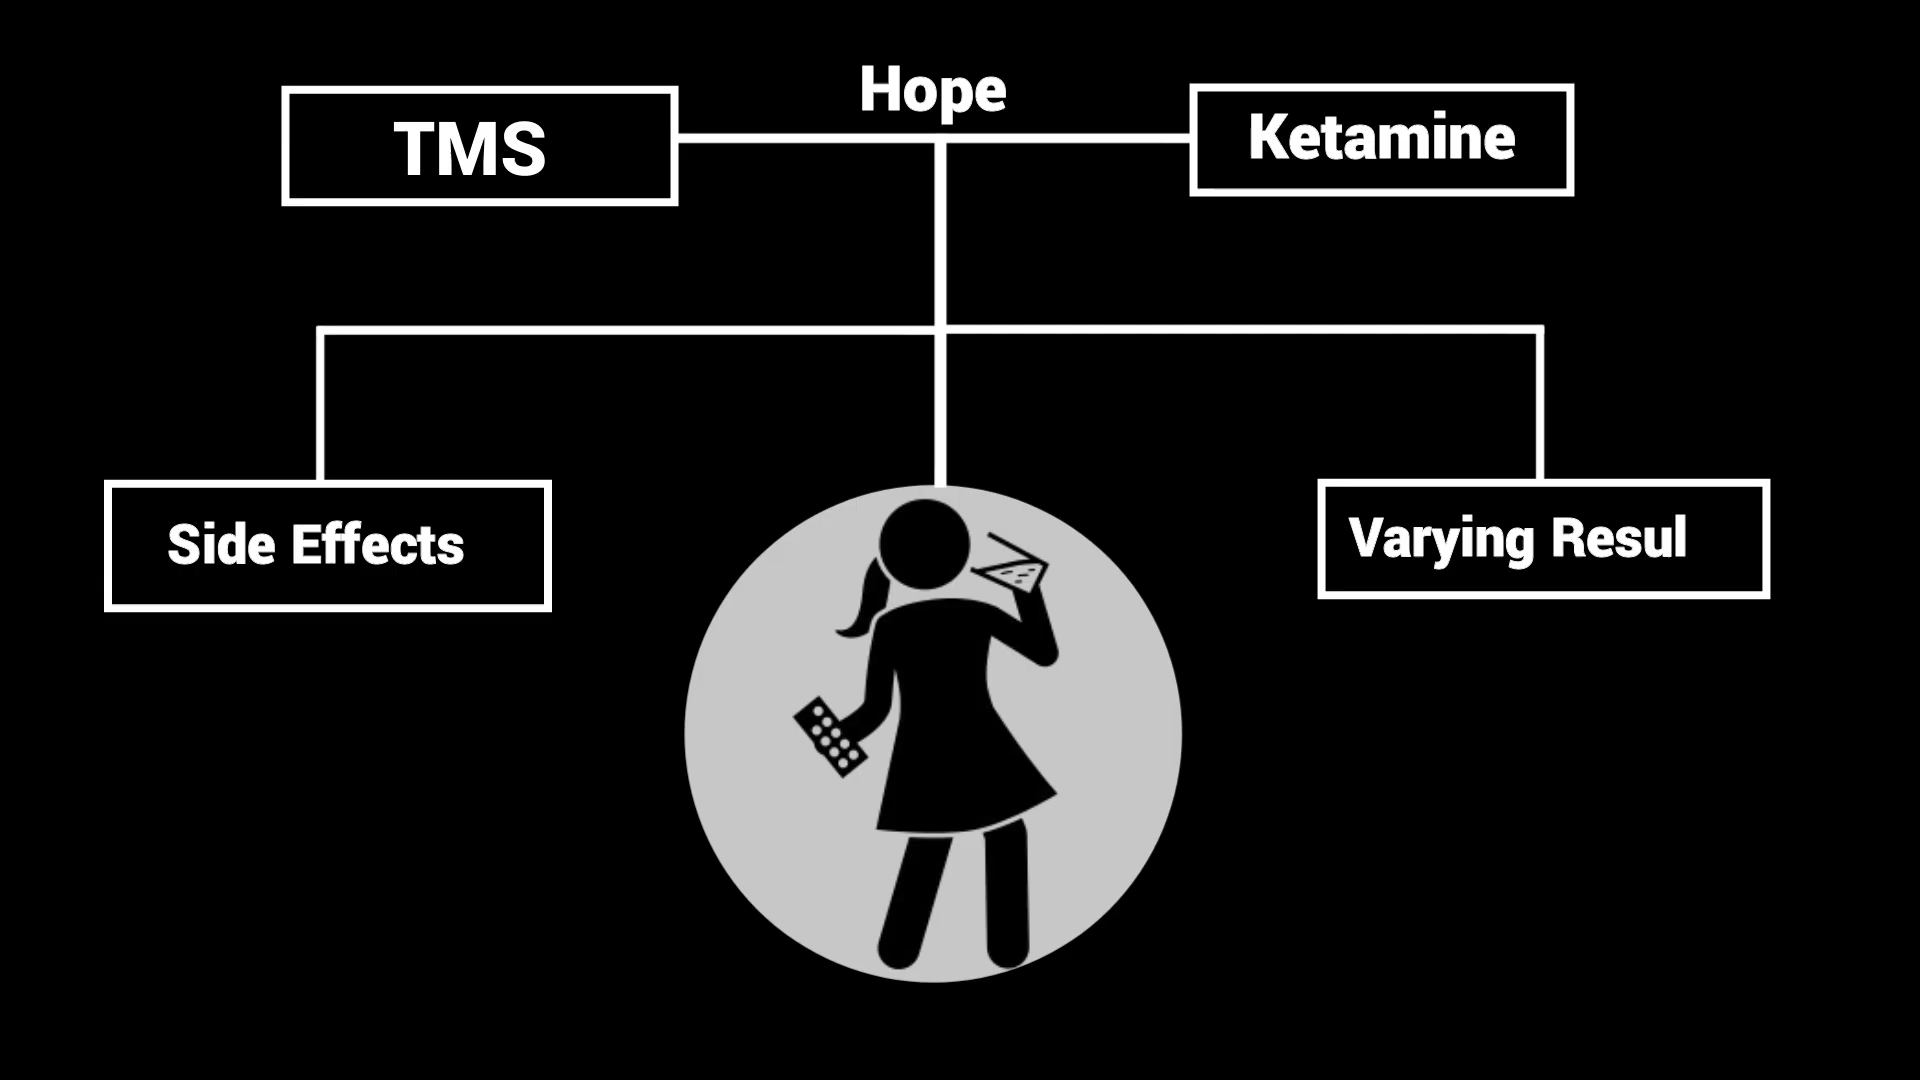 Hope
TMS
Ketamine
Side Effects
Varying Resul